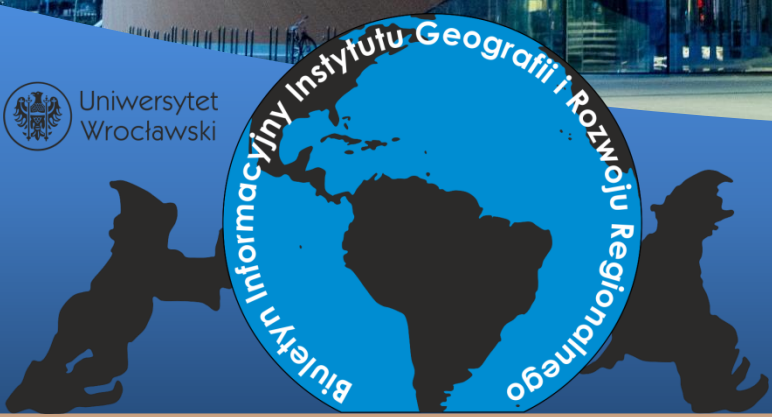 Uniwersytet
Wrocławski
Biuletyn Informacyjny Instytutu Geografii i Rozwoju Regionalnego